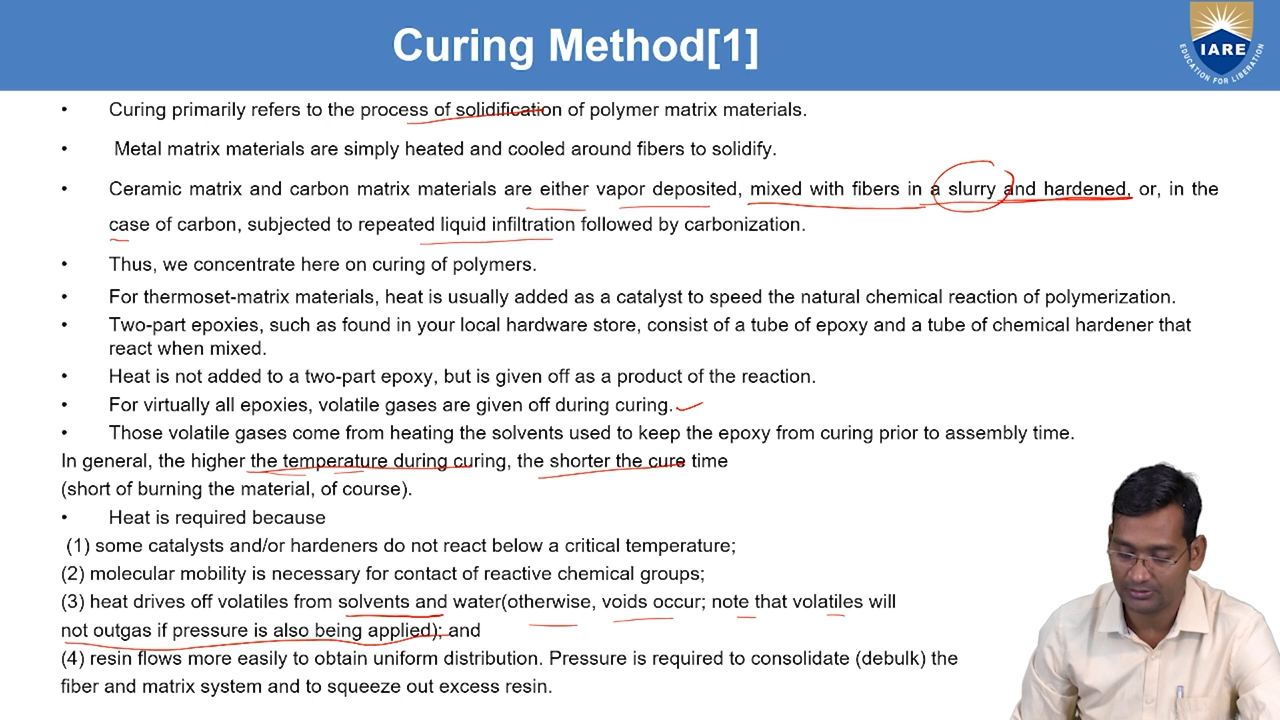 Curing Method[1]
IARE
EDUCATION FOR LIBERATION
• Curing primarily refers to the process of solidification of polymer matrix materials.
• Metal matrix materials are simply heated and cooled around fibers to solidify.
• Ceramic matrix and carbon matrix materials are either vapor deposited, mixed with fibers in a slurry and hardened, or, in the
case of carbon, subjected to repeated liquid infiltration followed by carbonization.
• Thus, we concentrate here on curing of polymers.
• For thermoset-matrix materials, heat is usually added as a catalyst to speed the natural chemical reaction of polymerization.
• Two-part epoxies, such as found in your local hardware store, consist of a tube of epoxy and a tube of chemical hardener that
react when mixed.
• Heat is not added to a two-part epoxy, but is given off as a product of the reaction.
• For virtually all epoxies, volatile gases are given off during curing.
• Those volatile gases come from heating the solvents used to keep the epoxy from curing prior to assembly time.
In general, the higher the temperature during curing, the shorter the cure time
(short of burning the material, of course).
• Heat is required because
(1) some catalysts and/or hardeners do not react below a critical temperature;
(2) molecular mobility is necessary for contact of reactive chemical groups;
(3) heat drives off volatiles from solvents and water(otherwise, voids occur; note that volatiles will
not outgas if pressure is also being applied); and
(4) resin flows more easily to obtain uniform distribution. Pressure is required to consolidate (debulk) the
fiber and matrix system and to squeeze out excess resin.